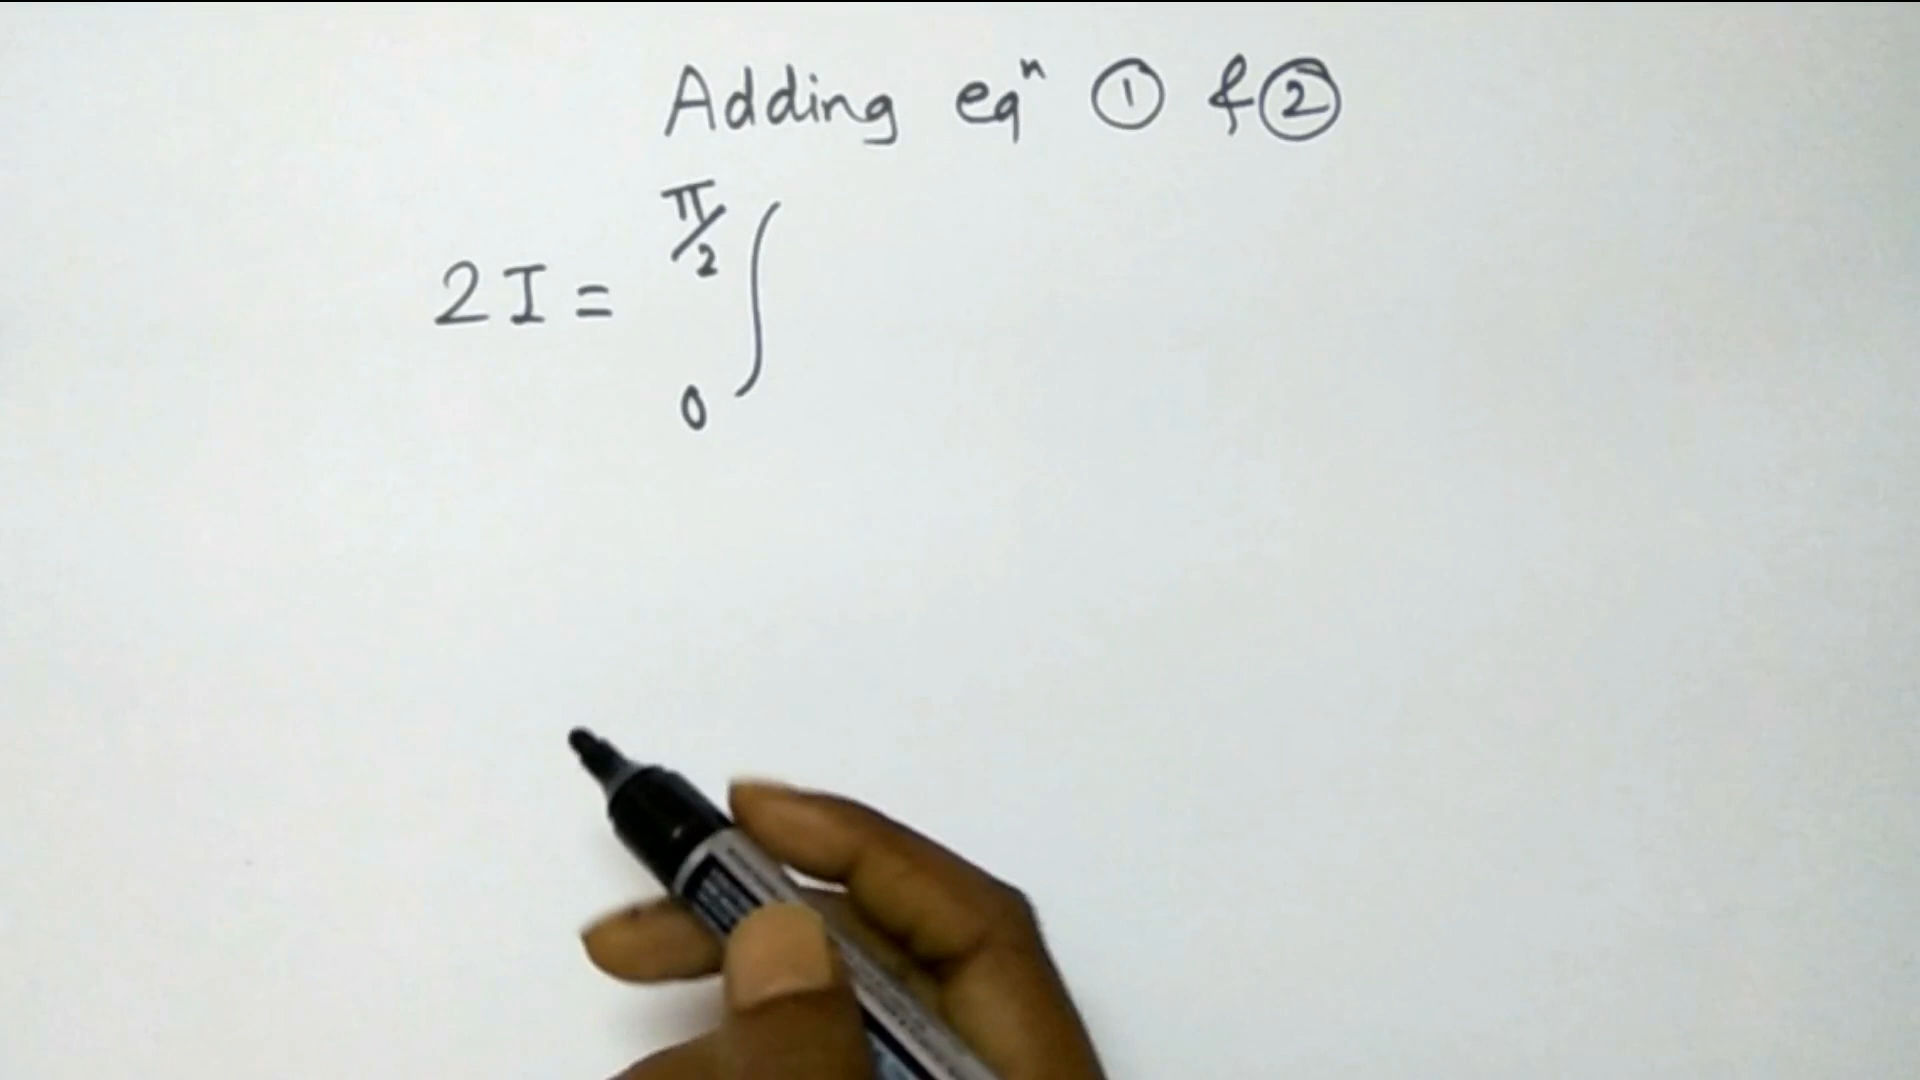 Adding eqⁿ ① & ②
2I = π/2 ∫ 0